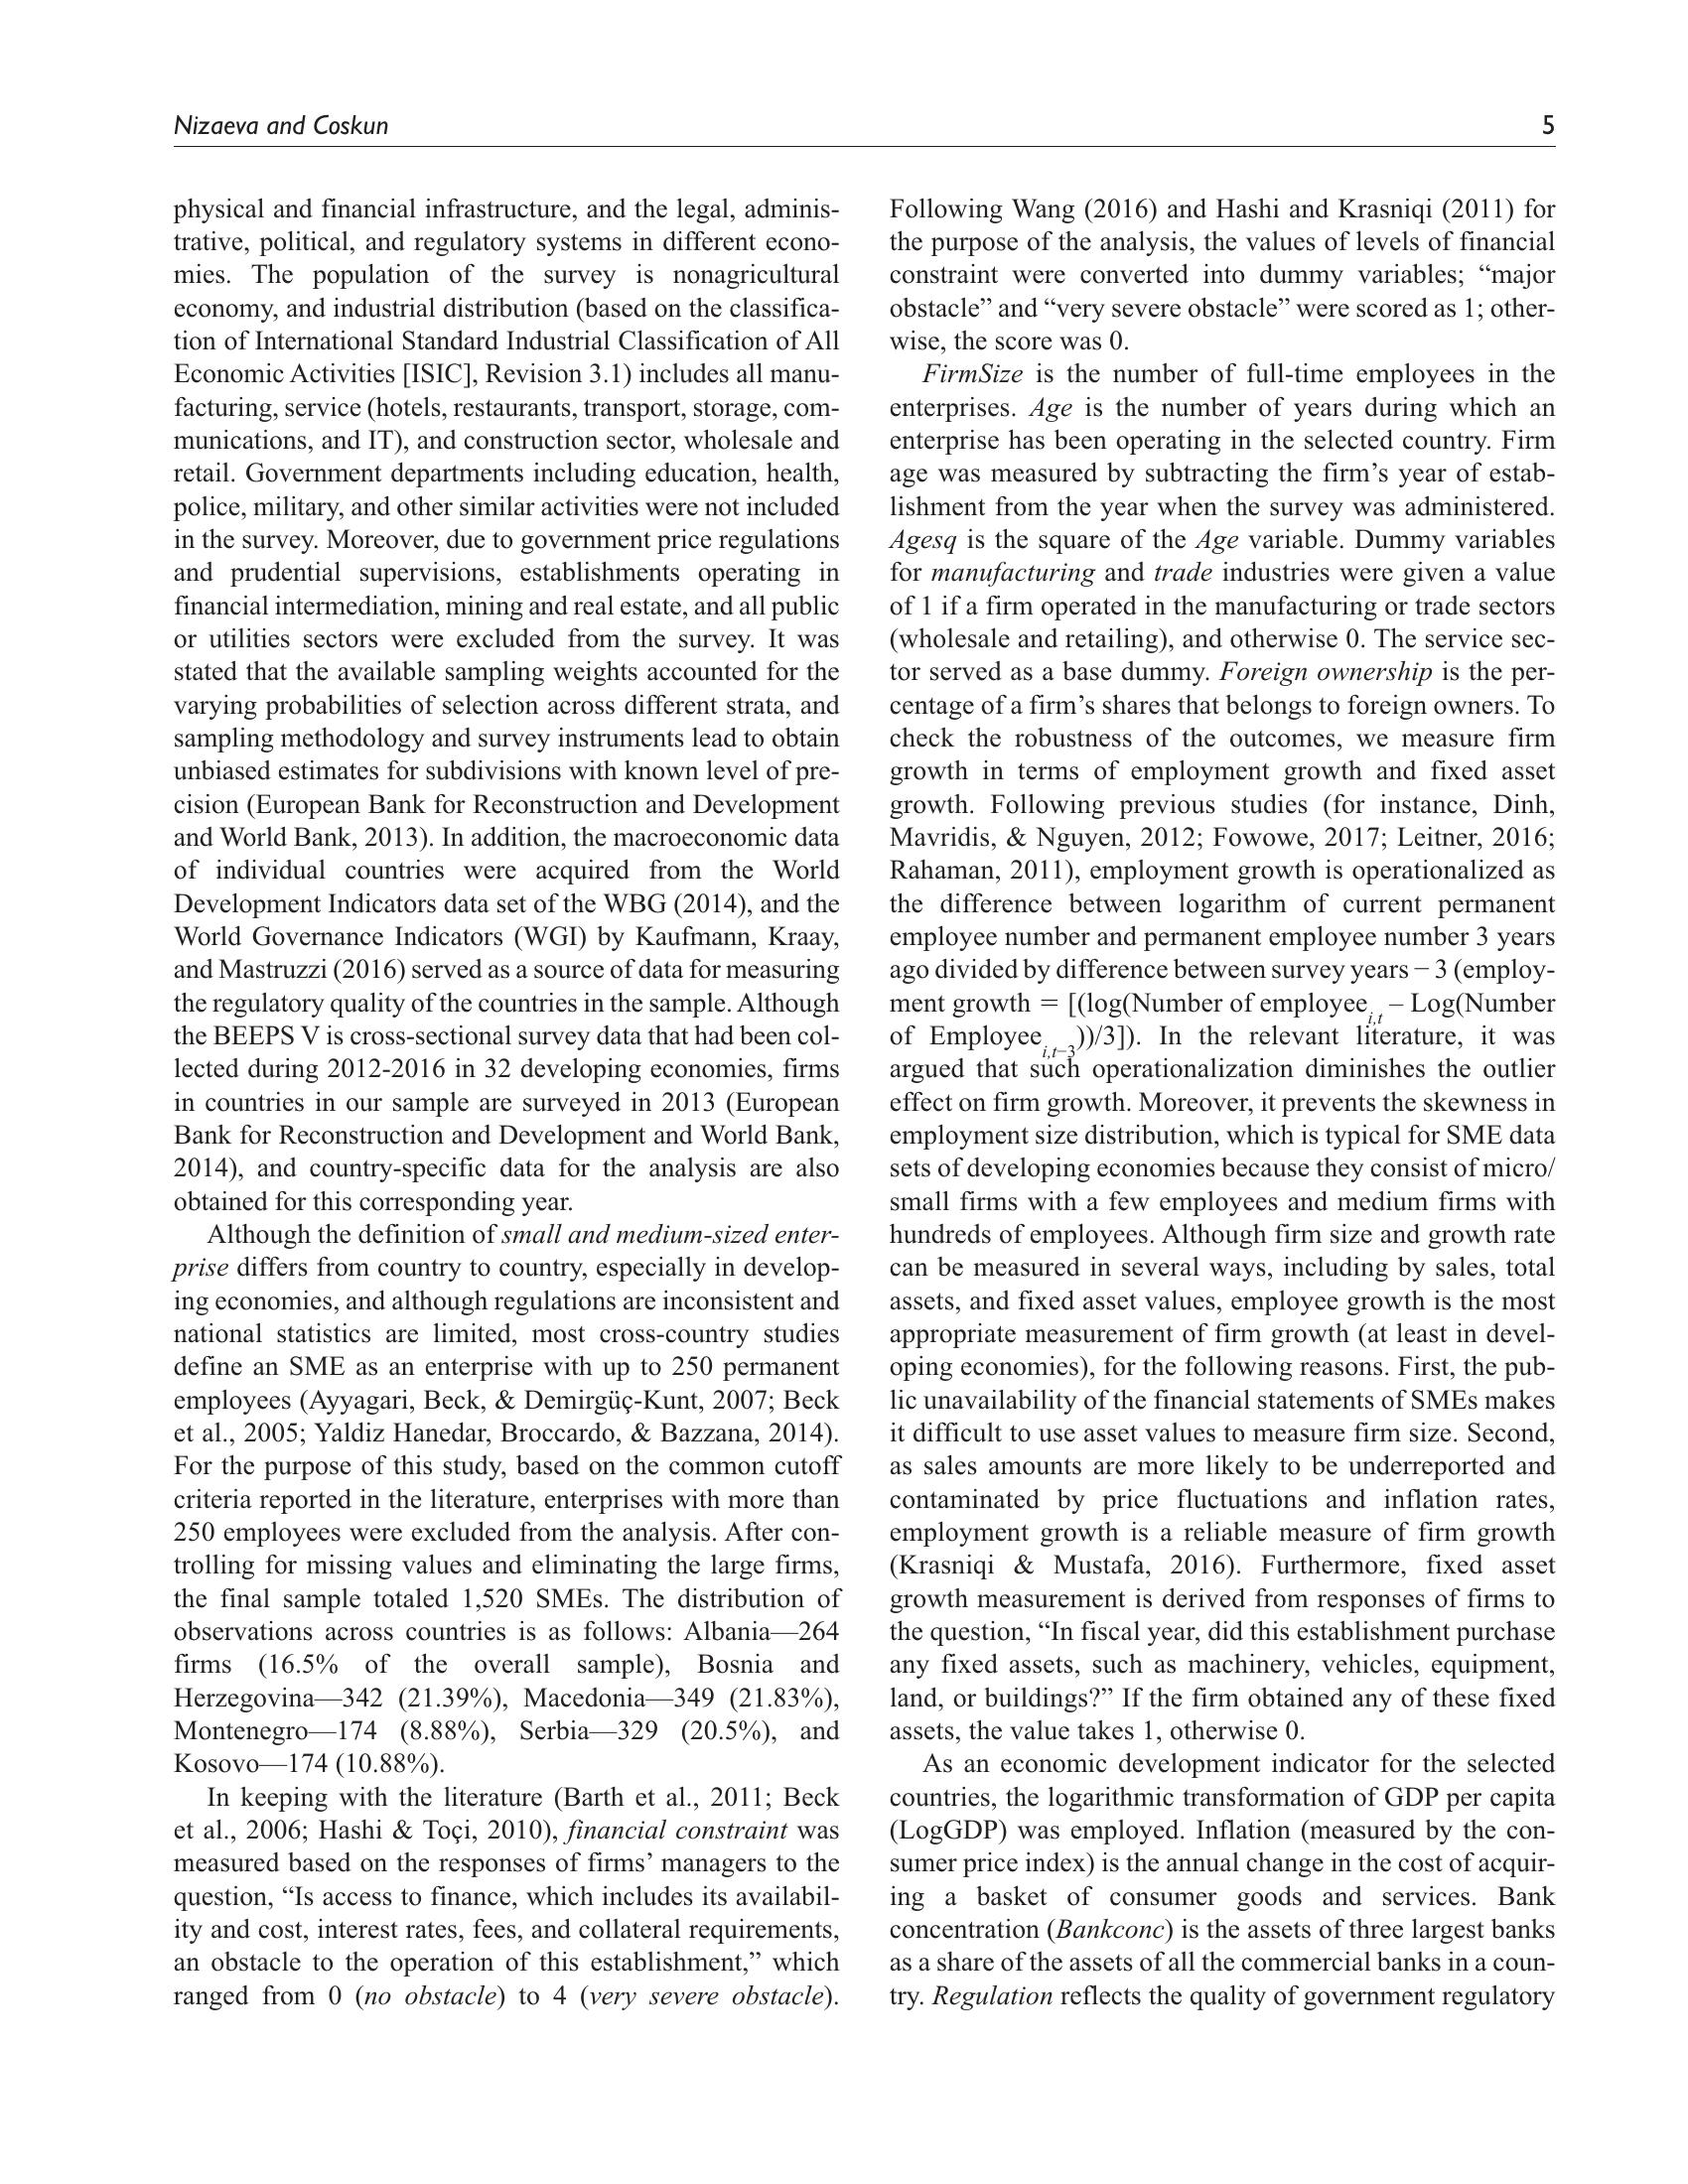 Nizaeva and Coskun
5
physical and financial infrastructure, and the legal, adminis-
trative, political, and regulatory systems in different econo-
mies. The population of the survey is nonagricultural
economy, and industrial distribution (based on the classifica-
tion of International Standard Industrial Classification of All
Economic Activities [ISIC], Revision 3.1) includes all manu-
facturing, service (hotels, restaurants, transport, storage, com-
munications, and IT), and construction sector, wholesale and
retail. Government departments including education, health,
police, military, and other similar activities were not included
in the survey. Moreover, due to government price regulations
and prudential supervisions, establishments operating in
financial intermediation, mining and real estate, and all public
or utilities sectors were excluded from the survey. It was
stated that the available sampling weights accounted for the
varying probabilities of selection across different strata, and
sampling methodology and survey instruments lead to obtain
unbiased estimates for subdivisions with known level of pre-
cision (European Bank for Reconstruction and Development
and World Bank, 2013). In addition, the macroeconomic data
of individual countries were acquired from the World
Development Indicators data set of the WBG (2014), and the
World Governance Indicators (WGI) by Kaufmann, Kraay,
and Mastruzzi (2016) served as a source of data for measuring
the regulatory quality of the countries in the sample. Although
the BEEPS V is cross-sectional survey data that had been col-
lected during 2012-2016 in 32 developing economies, firms
in countries in our sample are surveyed in 2013 (European
Bank for Reconstruction and Development and World Bank,
2014), and country-specific data for the analysis are also
obtained for this corresponding year.
Although the definition of small and medium-sized enter-
prise differs from country to country, especially in develop-
ing economies, and although regulations are inconsistent and
national statistics are limited, most cross-country studies
define an SME as an enterprise with up to 250 permanent
employees (Ayyagari, Beck, & Demirgüç-Kunt, 2007; Beck
et al., 2005; Yaldiz Hanedar, Broccardo, & Bazzana, 2014).
For the purpose of this study, based on the common cutoff
criteria reported in the literature, enterprises with more than
250 employees were excluded from the analysis. After con-
trolling for missing values and eliminating the large firms,
the final sample totaled 1,520 SMEs. The distribution of
observations across countries is as follows: Albania—264
firms (16.5% of the overall sample), Bosnia and
Herzegovina—342 (21.39%), Macedonia—349 (21.83%),
Montenegro—174 (8.88%), Serbia—329 (20.5%), and
Kosovo—174 (10.88%).
In keeping with the literature (Barth et al., 2011; Beck
et al., 2006; Hashi & Toçi, 2010), financial constraint was
measured based on the responses of firms’ managers to the
question, “Is access to finance, which includes its availabil-
ity and cost, interest rates, fees, and collateral requirements,
an obstacle to the operation of this establishment,” which
ranged from 0 (no obstacle) to 4 (very severe obstacle).
Following Wang (2016) and Hashi and Krasniqi (2011) for
the purpose of the analysis, the values of levels of financial
constraint were converted into dummy variables; “major
obstacle” and “very severe obstacle” were scored as 1; other-
wise, the score was 0.
FirmSize is the number of full-time employees in the
enterprises. Age is the number of years during which an
enterprise has been operating in the selected country. Firm
age was measured by subtracting the firm’s year of estab-
lishment from the year when the survey was administered.
Agesq is the square of the Age variable. Dummy variables
for manufacturing and trade industries were given a value
of 1 if a firm operated in the manufacturing or trade sectors
(wholesale and retailing), and otherwise 0. The service sec-
tor served as a base dummy. Foreign ownership is the per-
centage of a firm’s shares that belongs to foreign owners. To
check the robustness of the outcomes, we measure firm
growth in terms of employment growth and fixed asset
growth. Following previous studies (for instance, Dinh,
Mavridis, & Nguyen, 2012; Fowowe, 2017; Leitner, 2016;
Rahaman, 2011), employment growth is operationalized as
the difference between logarithm of current permanent
employee number and permanent employee number 3 years
ago divided by difference between survey years − 3 (employ-
ment growth = [(log(Number of employee i,t – Log(Number
of Employee i,t−3))/3]). In the relevant literature, it was
argued that such operationalization diminishes the outlier
effect on firm growth. Moreover, it prevents the skewness in
employment size distribution, which is typical for SME data
sets of developing economies because they consist of micro/
small firms with a few employees and medium firms with
hundreds of employees. Although firm size and growth rate
can be measured in several ways, including by sales, total
assets, and fixed asset values, employee growth is the most
appropriate measurement of firm growth (at least in devel-
oping economies), for the following reasons. First, the pub-
lic unavailability of the financial statements of SMEs makes
it difficult to use asset values to measure firm size. Second,
as sales amounts are more likely to be underreported and
contaminated by price fluctuations and inflation rates,
employment growth is a reliable measure of firm growth
(Krasniqi & Mustafa, 2016). Furthermore, fixed asset
growth measurement is derived from responses of firms to
the question, “In fiscal year, did this establishment purchase
any fixed assets, such as machinery, vehicles, equipment,
land, or buildings?” If the firm obtained any of these fixed
assets, the value takes 1, otherwise 0.
As an economic development indicator for the selected
countries, the logarithmic transformation of GDP per capita
(LogGDP) was employed. Inflation (measured by the con-
sumer price index) is the annual change in the cost of acquir-
ing a basket of consumer goods and services. Bank
concentration (Bankconc) is the assets of three largest banks
as a share of the assets of all the commercial banks in a coun-
try. Regulation reflects the quality of government regulatory